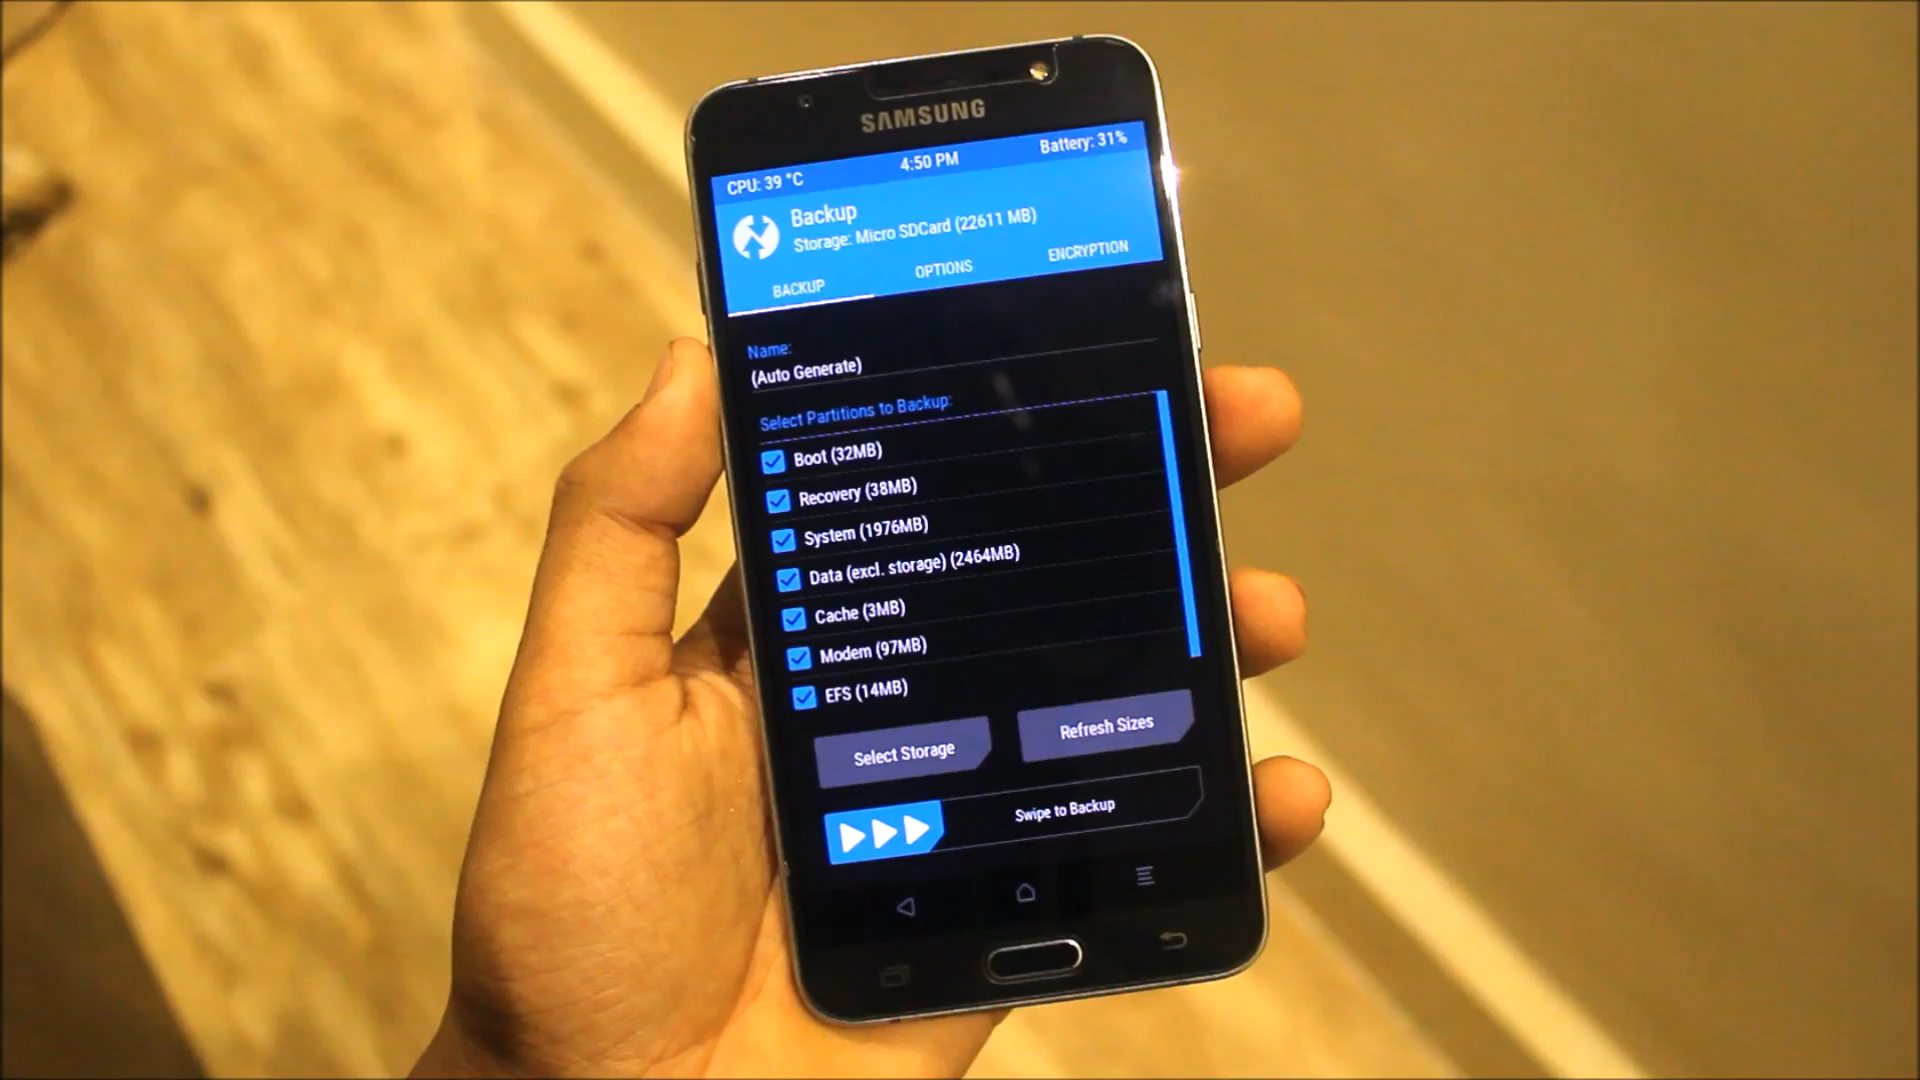 SAMSUNG
CPU: 39 °C
4:50 PM
Battery: 31%
Backup
Storage: Micro SDCard (22611 MB)
BACKUP
OPTIONS
ENCRYPTION
Name:
(Auto Generate)
Select Partitions to Backup:
Boot (32MB)
Recovery (38MB)
System (1976MB)
Data (excl. storage) (2464MB)
Cache (3MB)
Modem (97MB)
EFS (14MB)
Select Storage
Refresh Sizes
Swipe to Backup